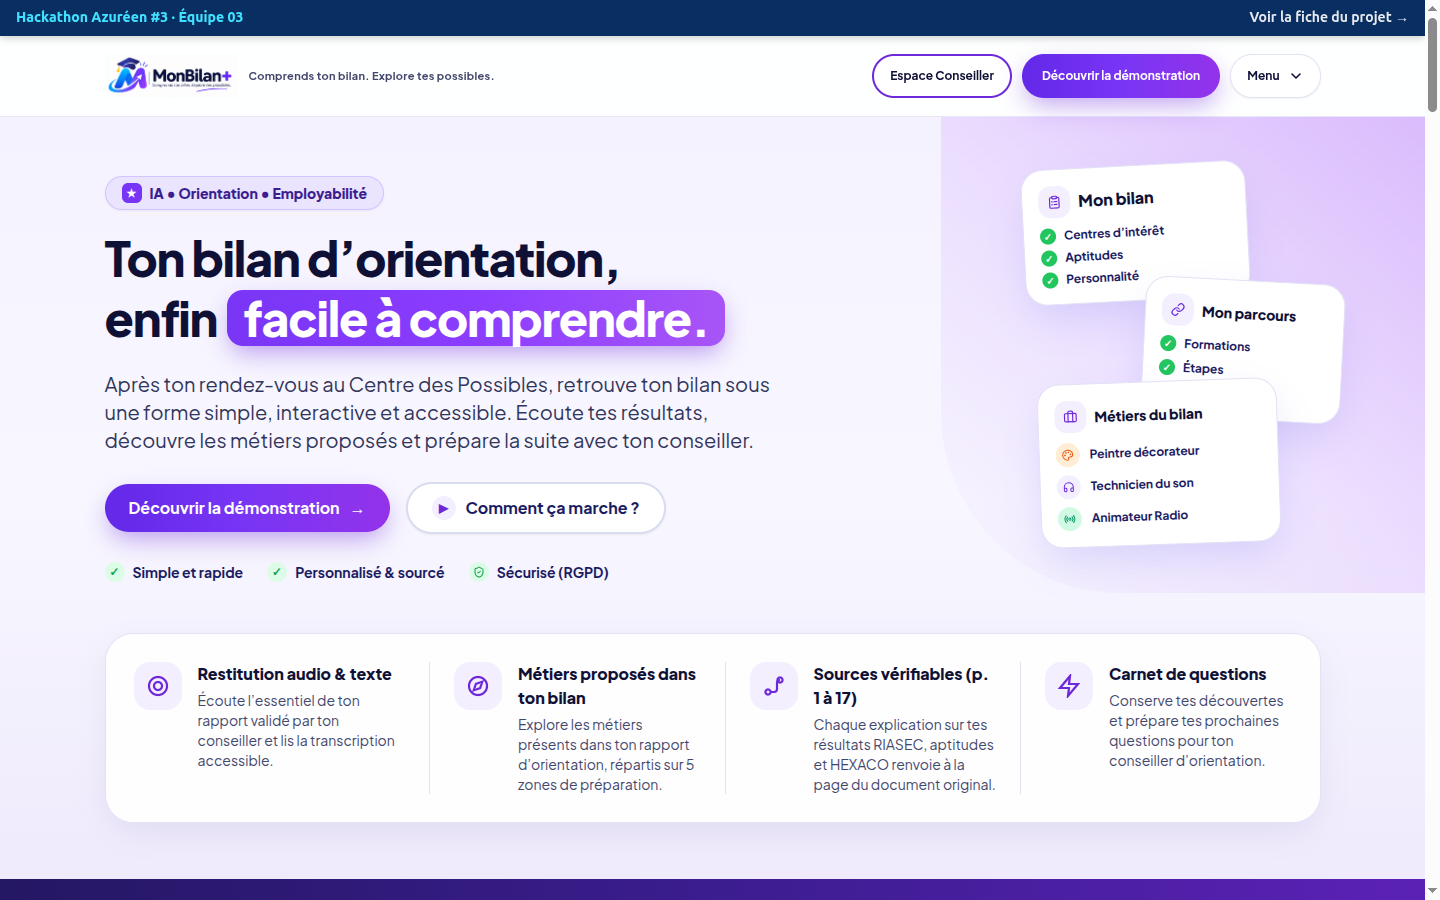 Hackathon Azuréen #3 · Équipe 03
Voir la fiche du projet →
MonBilan+
Comprends ton bilan. Explore tes possibles.
Espace Conseiller
Découvrir la démonstration
Menu
IA • Orientation • Employabilité
Ton bilan d’orientation,
enfin facile à comprendre.
Après ton rendez-vous au Centre des Possibles, retrouve ton bilan sous
une forme simple, interactive et accessible. Écoute tes résultats,
découvre les métiers proposés et prépare la suite avec ton conseiller.
Découvrir la démonstration →
Comment ça marche ?
Simple et rapide
Personnalisé & sourcé
Sécurisé (RGPD)
Mon bilan
Centres d’intérêt
Aptitudes
Personnalité
Mon parcours
Formations
Étapes
Métiers du bilan
Peintre décorateur
Technicien du son
Animateur Radio
Restitution audio & texte
Écoute l’essentiel de ton
rapport validé par ton
conseiller et lis la transcription
accessible.
Métiers proposés dans
ton bilan
Explore les métiers
présents dans ton rapport
d’orientation, répartis sur 5
zones de préparation.
Sources vérifiables (p.
1 à 17)
Chaque explication sur tes
résultats RIASEC, aptitudes
et HEXACO renvoie à la
page du document original.
Carnet de questions
Conserve tes découvertes
et prépare tes prochaines
questions pour ton
conseiller d’orientation.